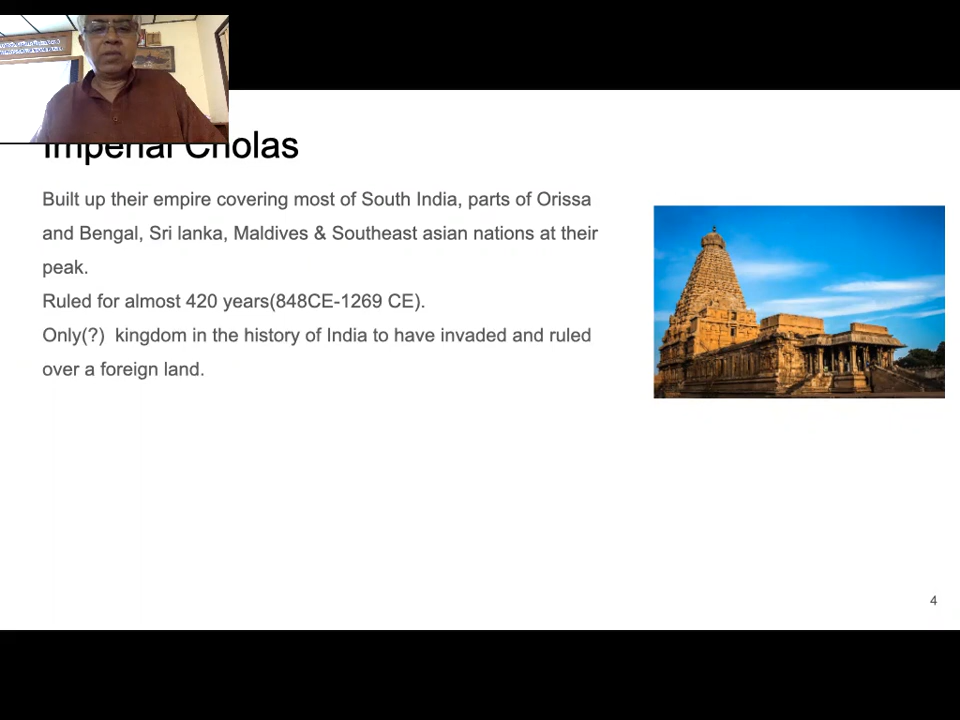 Imperial Cholas
Built up their empire covering most of South India, parts of Orissa
and Bengal, Sri lanka, Maldives & Southeast asian nations at their
peak.
Ruled for almost 420 years(848CE-1269 CE).
Only(?)  kingdom in the history of India to have invaded and ruled
over a foreign land.
4